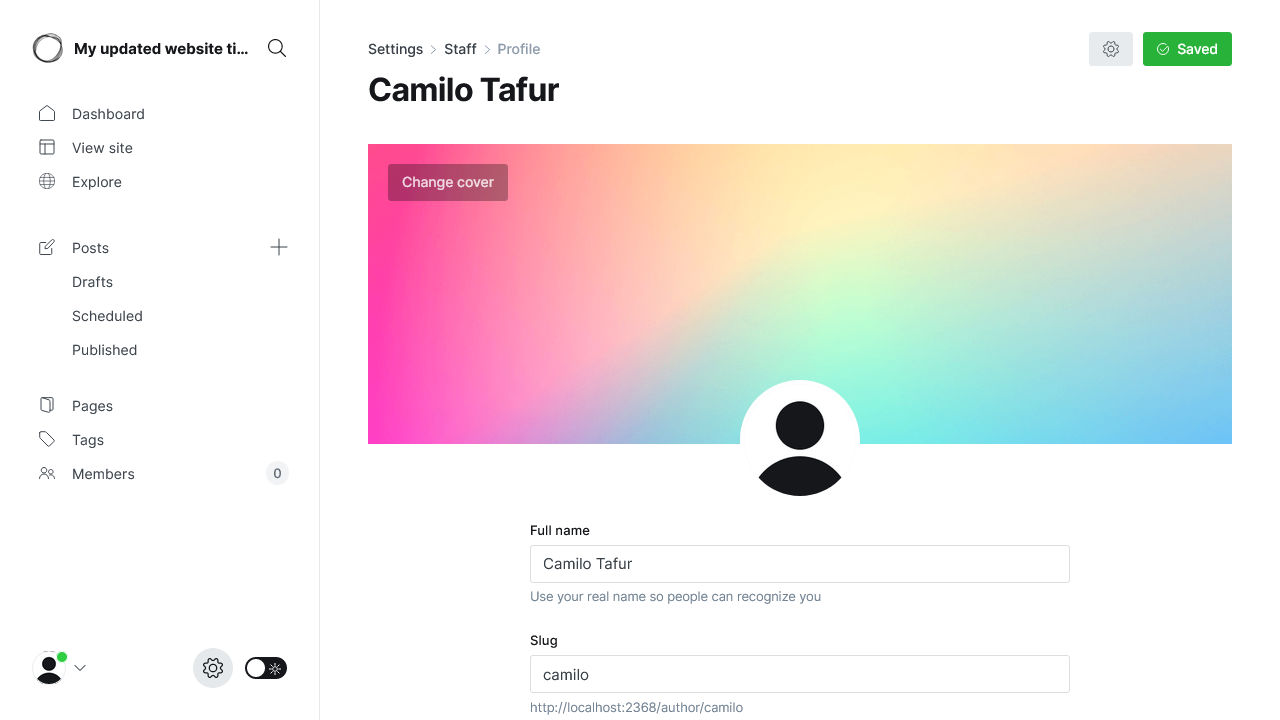 My updated website ti...
Dashboard
View site
Explore
Posts
Drafts
Scheduled
Published
Pages
Tags
Members
0
Settings
Staff
Profile
Saved
Camilo Tafur
Change cover
Full name
Camilo Tafur
Use your real name so people can recognize you
Slug
camilo
http://localhost:2368/author/camilo